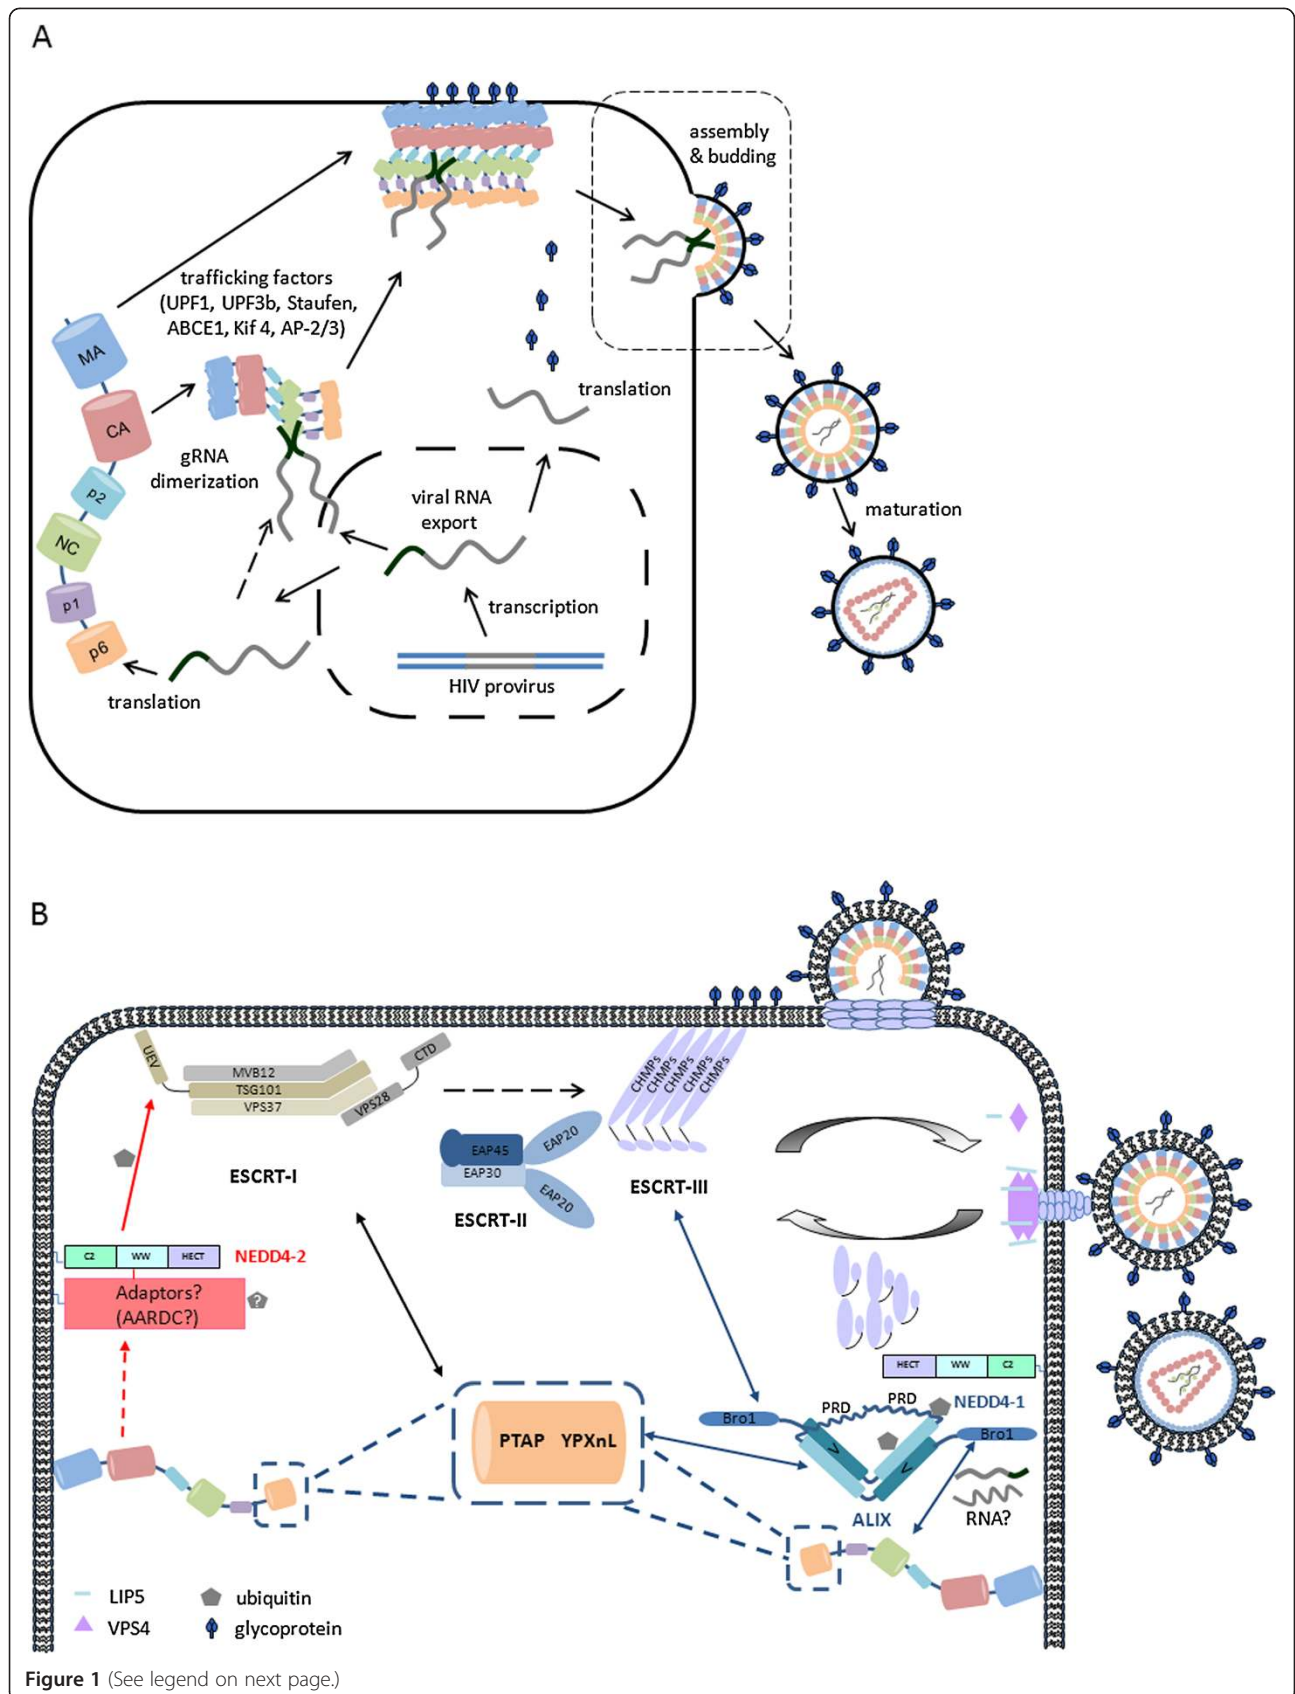 A
assembly
& budding
trafficking factors
(UPF1, UPF3b, Staufen,
ABCE1, Kif 4, AP-2/3)
MA
CA
p2
NC
p1
p6
gRNA
dimerization
translation
viral RNA
export
transcription
HIV provirus
translation
maturation
B
UEV
MVB12
TSG101
VPS37
VPS28
CTD
ESCRT-I
EAP45
EAP30
EAP20
EAP20
ESCRT-II
CHMPs
CHMPs
CHMPs
CHMPs
ESCRT-III
C2 WW HECT
NEDD4-2
Adaptors?
(AARDC?)
?
PTAP YPXnL
HECT WW C2
NEDD4-1
PRD
PRD
Bro1
Bro1
V
V
ALIX
RNA?
LIP5
VPS4
ubiquitin
glycoprotein
Figure 1 (See legend on next page.)